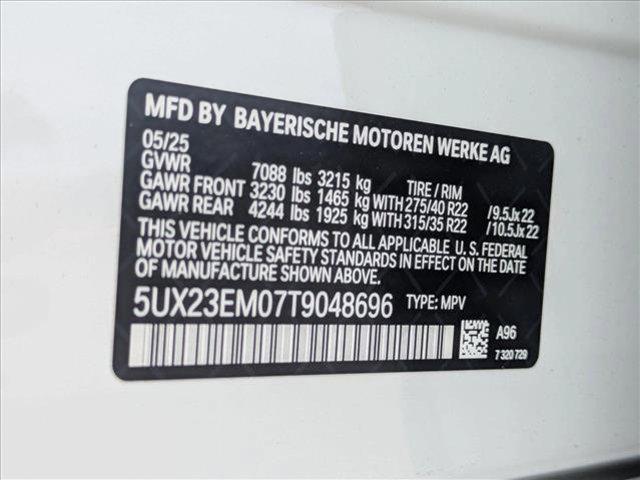 MFD BY BAYERISCHE MOTOREN WERKE AG
05/25
GVWR 7088 lbs 3215 kg TIRE / RIM
GAWR FRONT 3230 lbs 1465 kg WITH 275/40 R22 /9.5Jx22
GAWR REAR 4244 lbs 1925 kg WITH 315/35 R22 /10.5Jx22
THIS VEHICLE CONFORMS TO ALL APPLICABLE U. S. FEDERAL
MOTOR VEHICLE SAFETY STANDARDS IN EFFECT ON THE DATE OF
MANUFACTURE SHOWN ABOVE.
5UX23EM07T9048696 TYPE: MPV
A96
7 320 729